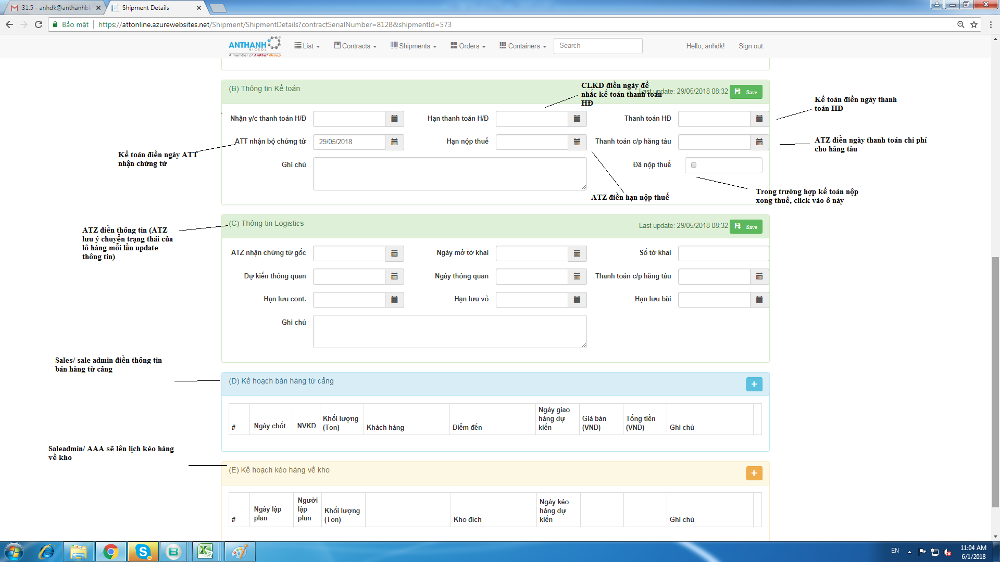 31.5 - anhdk@anthanhbi
Shipment Details
Bảo mật
https://attonline.azurewebsites.net/Shipment/ShipmentDetails?contractSerialNumber=812B&shipmentId=573
ANTHANH
BICSOL
A member of AnPhat Group
List
Contracts
Shipments
Orders
Containers
Search
Hello, anhdk!
Sign out
(B) Thông tin Kế toán
CLKD điền ngày để
nhắc kế toán thanh toán
HĐ
Last update: 29/05/2018 08:32
Save
Kế toán điền ngày thanh
toán HĐ
Nhận y/c thanh toán H/Đ
Hạn thanh toán H/Đ
Thanh toán HĐ
ATT nhận bộ chứng từ
29/05/2018
Hạn nộp thuế
Thanh toán c/p hãng tàu
ATZ điền ngày thanh toán chi phí
cho hãng tàu
Kế toán điền ngày ATT
nhận chứng từ
Ghi chú
Đã nộp thuế
ATZ điền hạn nộp thuế
Trong trường hợp kế toán nộp
xong thuế, click vào ô này
(C) Thông tin Logistics
Last update: 29/05/2018 08:32
Save
ATZ điền thông tin (ATZ
lưu ý chuyển trạng thái của
lô hàng mỗi lần update
thông tin)
ATZ nhận chứng từ gốc
Ngày mở tờ khai
Số tờ khai
Dự kiến thông quan
Ngày thông quan
Thanh toán c/p hãng tàu
Hạn lưu cont.
Hạn lưu vỏ
Hạn lưu bãi
Ghi chú
Sales/ sale admin điền thông tin
bán hàng từ cảng
(D) Kế hoạch bán hàng từ cảng
#
Ngày chốt
NVKD
Khối lượng
(Ton)
Khách hàng
Điểm đến
Ngày giao
hàng dự
kiến
Giá bán
(VND)
Tổng tiền
(VND)
Ghi chú
Saleadmin/ AAA sẽ lên lịch kéo hàng
về kho
(E) Kế hoạch kéo hàng về kho
#
Ngày lập
plan
Người
lập
plan
Khối lượng
(Ton)
Kho đích
Ngày kéo
hàng dự
kiến
Ghi chú
EN
11:04 AM
6/1/2018